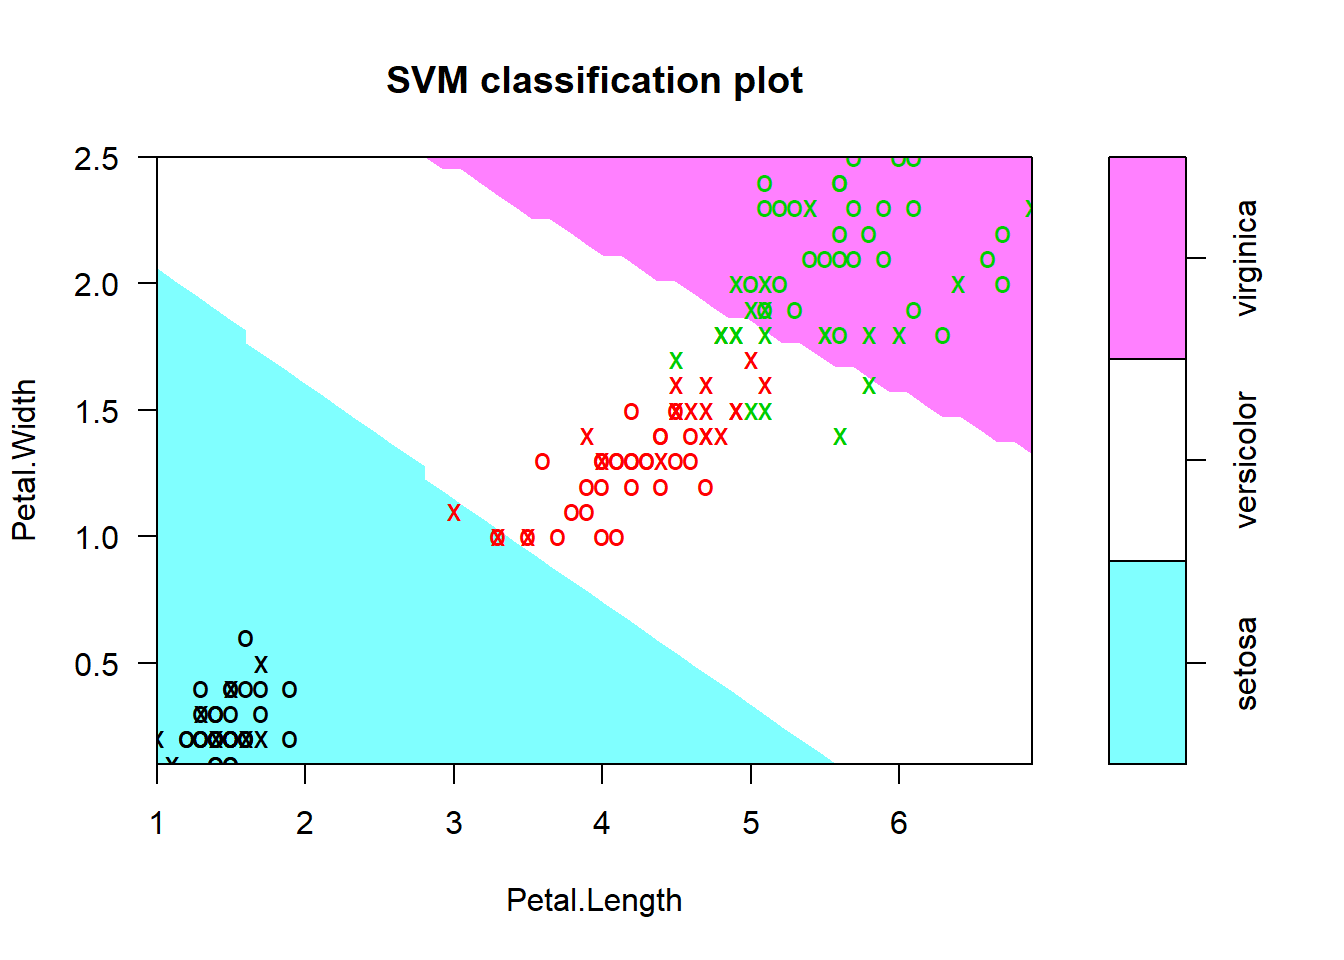 SVM classification plot
2.5
2.0
1.5
1.0
0.5
Petal.Width
1 2 3 4 5 6
Petal.Length
virginica
versicolor
setosa